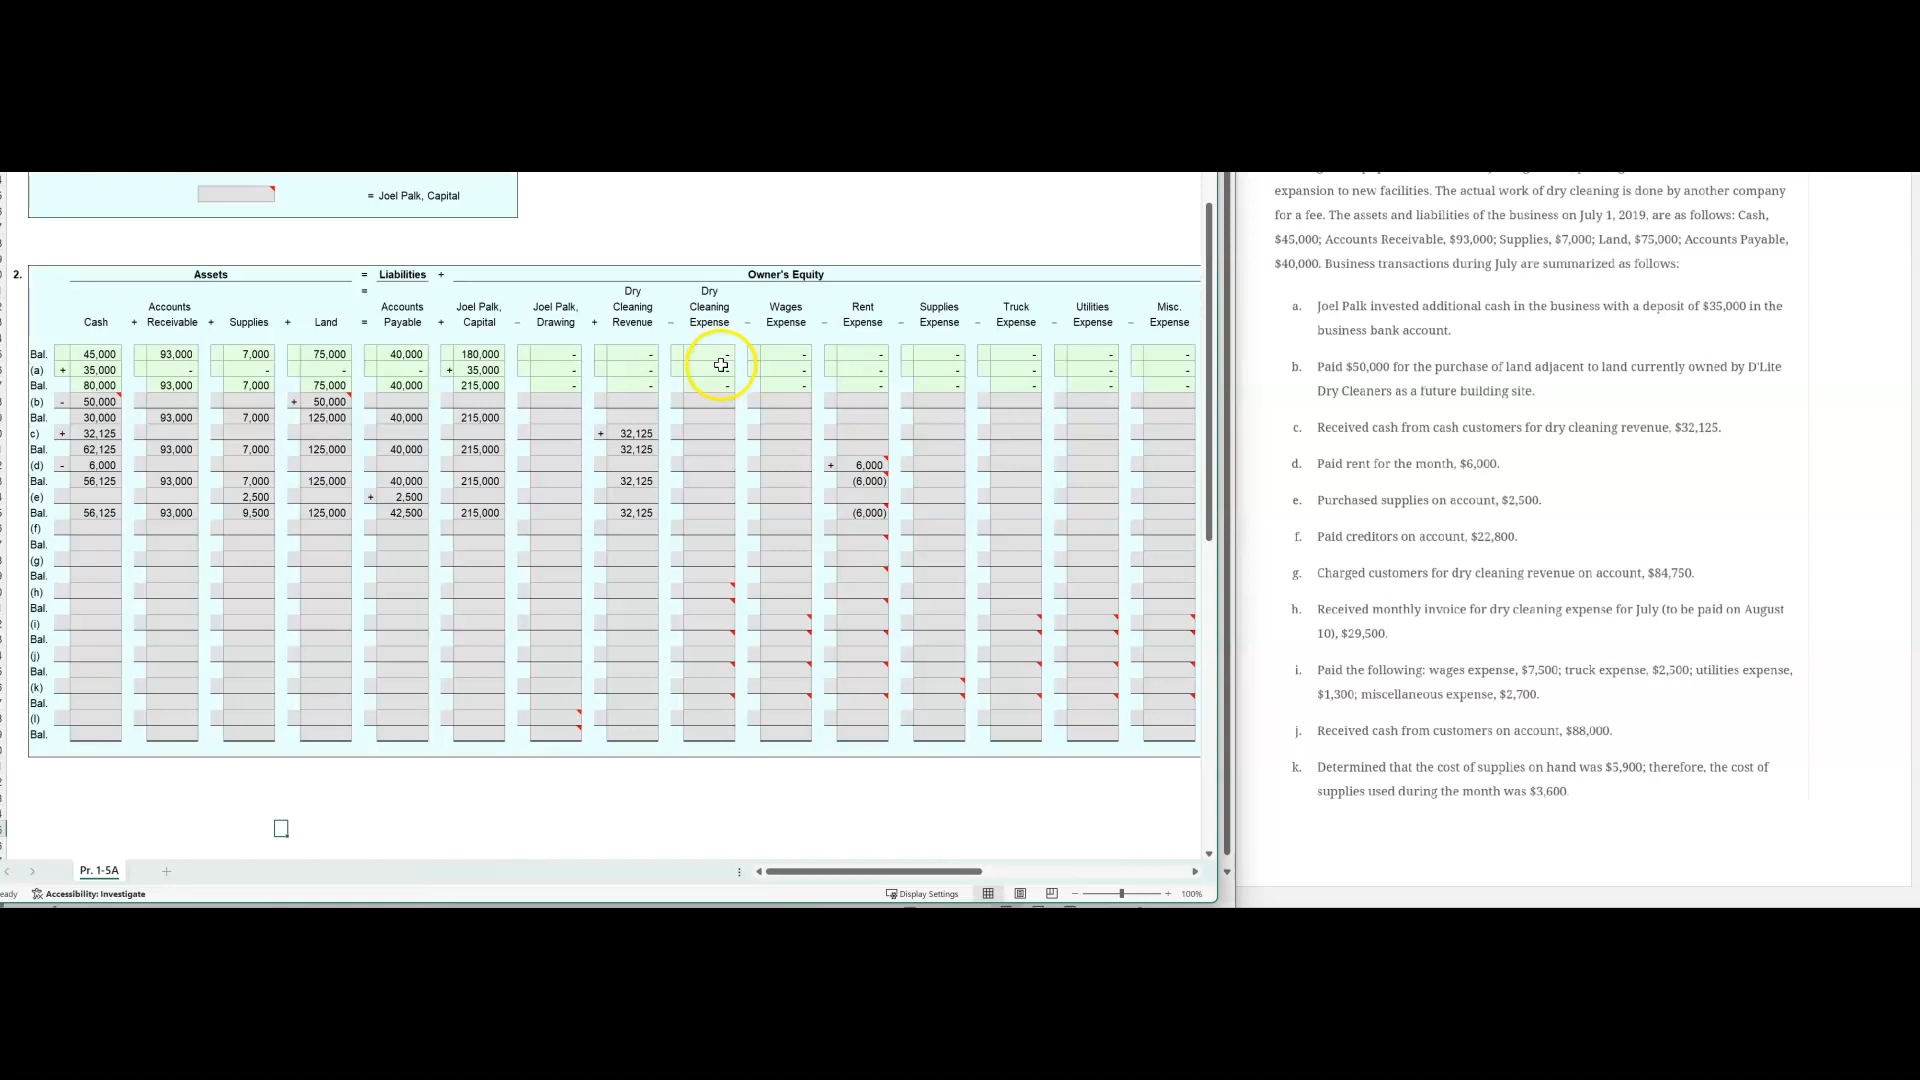 = Joel Palk, Capital
2. Assets = Liabilities + Owner's Equity
= Dry Dry
Accounts Accounts Joel Palk, Joel Palk, Cleaning Cleaning Wages Rent Supplies Truck Utilities Misc.
Cash + Receivable + Supplies + Land = Payable + Capital – Drawing + Revenue – Expense – Expense – Expense – Expense – Expense – Expense – Expense
Bal. 45,000 93,000 7,000 75,000 40,000 180,000 - - - - - - - - -
(a) + 35,000 - - - - + 35,000 - - - - - - - - -
Bal. 80,000 93,000 7,000 75,000 40,000 215,000 - - - - - - - - -
(b) - 50,000 + 50,000
Bal. 30,000 93,000 7,000 125,000 40,000 215,000
c) + 32,125 + 32,125
Bal. 62,125 93,000 7,000 125,000 40,000 215,000 32,125
(d) - 6,000 + 6,000
Bal. 56,125 93,000 7,000 125,000 40,000 215,000 32,125 (6,000)
(e) 2,500 + 2,500
Bal. 56,125 93,000 9,500 125,000 42,500 215,000 32,125 (6,000)
(f)
Bal.
(g)
Bal.
(h)
Bal.
(i)
Bal.
(j)
Bal.
(k)
Bal.
(l)
Bal.
Pr. 1-5A
Accessibility: Investigate
Display Settings
100%
expansion to new facilities. The actual work of dry cleaning is done by another company
for a fee. The assets and liabilities of the business on July 1, 2019, are as follows: Cash,
$45,000; Accounts Receivable, $93,000; Supplies, $7,000; Land, $75,000; Accounts Payable,
$40,000. Business transactions during July are summarized as follows:
a. Joel Palk invested additional cash in the business with a deposit of $35,000 in the
business bank account.
b. Paid $50,000 for the purchase of land adjacent to land currently owned by D'Lite
Dry Cleaners as a future building site.
c. Received cash from cash customers for dry cleaning revenue, $32,125.
d. Paid rent for the month, $6,000.
e. Purchased supplies on account, $2,500.
f. Paid creditors on account, $22,800.
g. Charged customers for dry cleaning revenue on account, $84,750.
h. Received monthly invoice for dry cleaning expense for July (to be paid on August
10), $29,500.
i. Paid the following: wages expense, $7,500; truck expense, $2,500; utilities expense,
$1,300; miscellaneous expense, $2,700.
j. Received cash from customers on account, $88,000.
k. Determined that the cost of supplies on hand was $5,900; therefore, the cost of
supplies used during the month was $3,600.